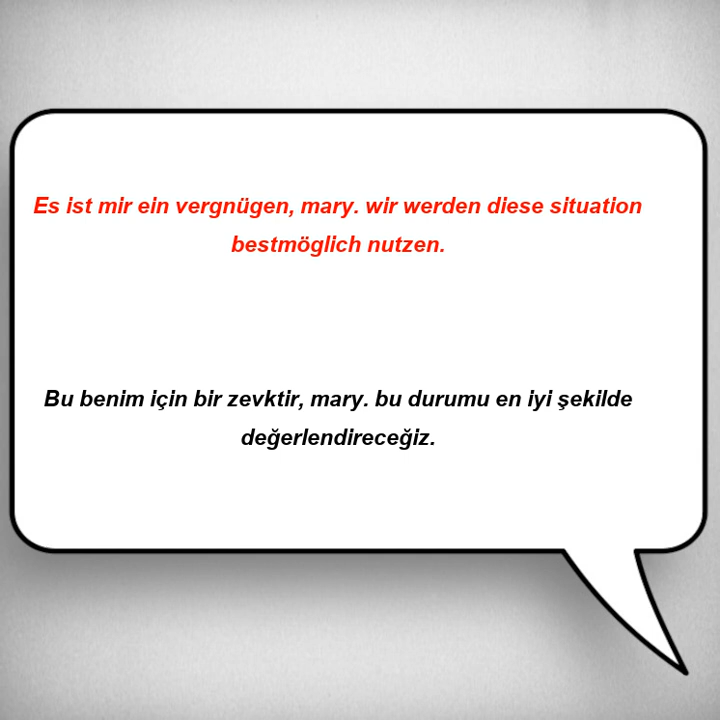 Es ist mir ein vergnügen, mary. wir werden diese situation
bestmöglich nutzen.
Bu benim için bir zevktir, mary. bu durumu en iyi şekilde
değerlendireceğiz.